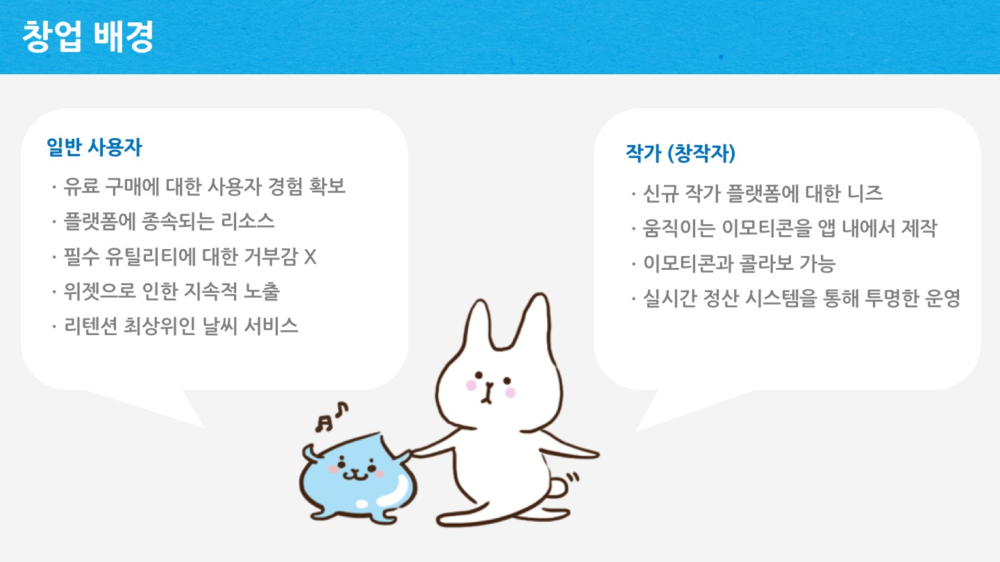 창업 배경
일반 사용자
· 유료 구매에 대한 사용자 경험 확보
· 플랫폼에 종속되는 리소스
· 필수 유틸리티에 대한 거부감 X
· 위젯으로 인한 지속적 노출
· 리텐션 최상위인 날씨 서비스
작가 (창작자)
· 신규 작가 플랫폼에 대한 니즈
· 움직이는 이모티콘을 앱 내에서 제작
· 이모티콘과 콜라보 가능
· 실시간 정산 시스템을 통해 투명한 운영